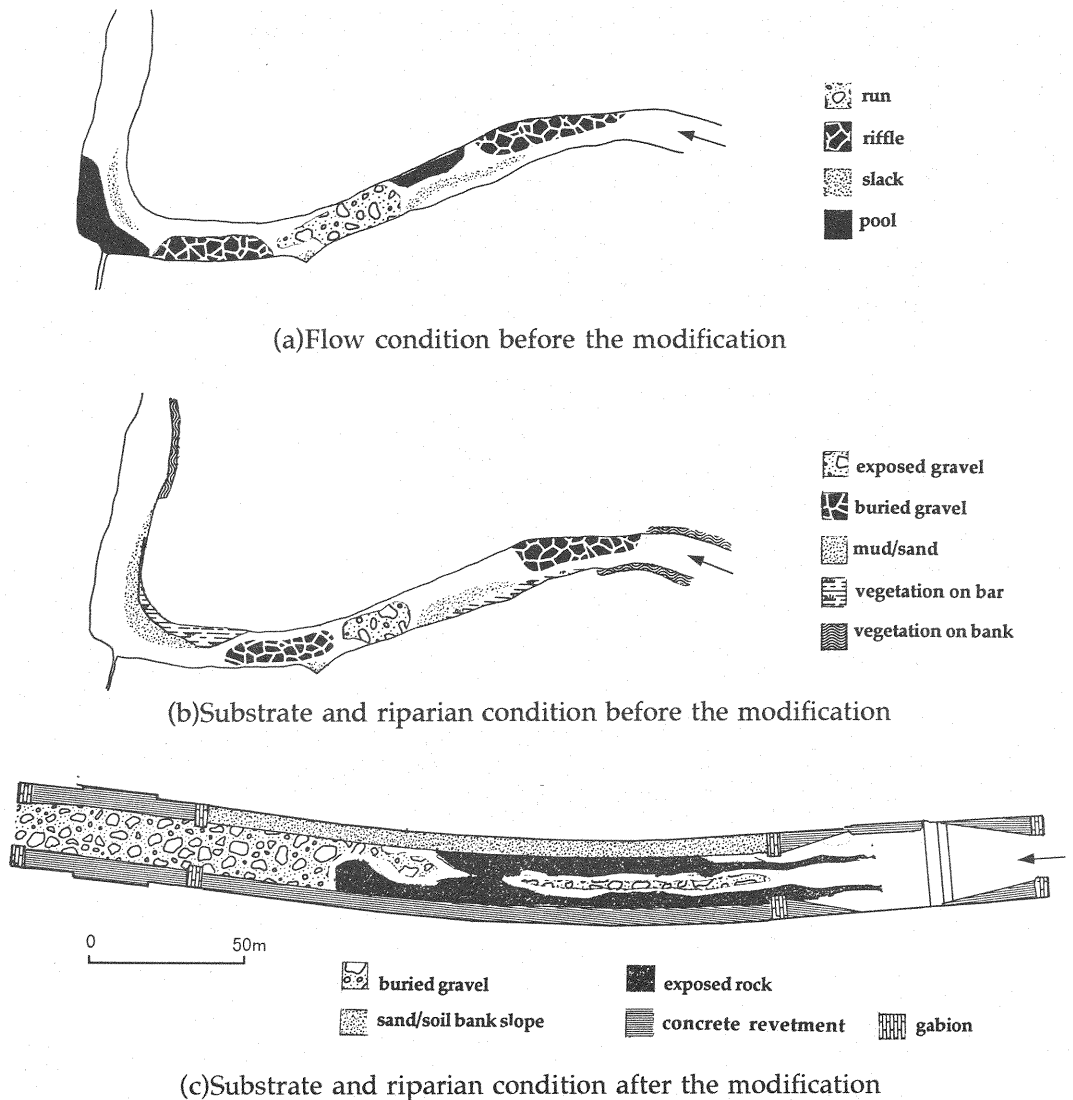 run
riffle
slack
pool
(a)Flow condition before the modification
exposed gravel
buried gravel
mud/sand
vegetation on bar
vegetation on bank
(b)Substrate and riparian condition before the modification
0 50m
buried gravel
exposed rock
sand/soil bank slope
concrete revetment
gabion
(c)Substrate and riparian condition after the modification